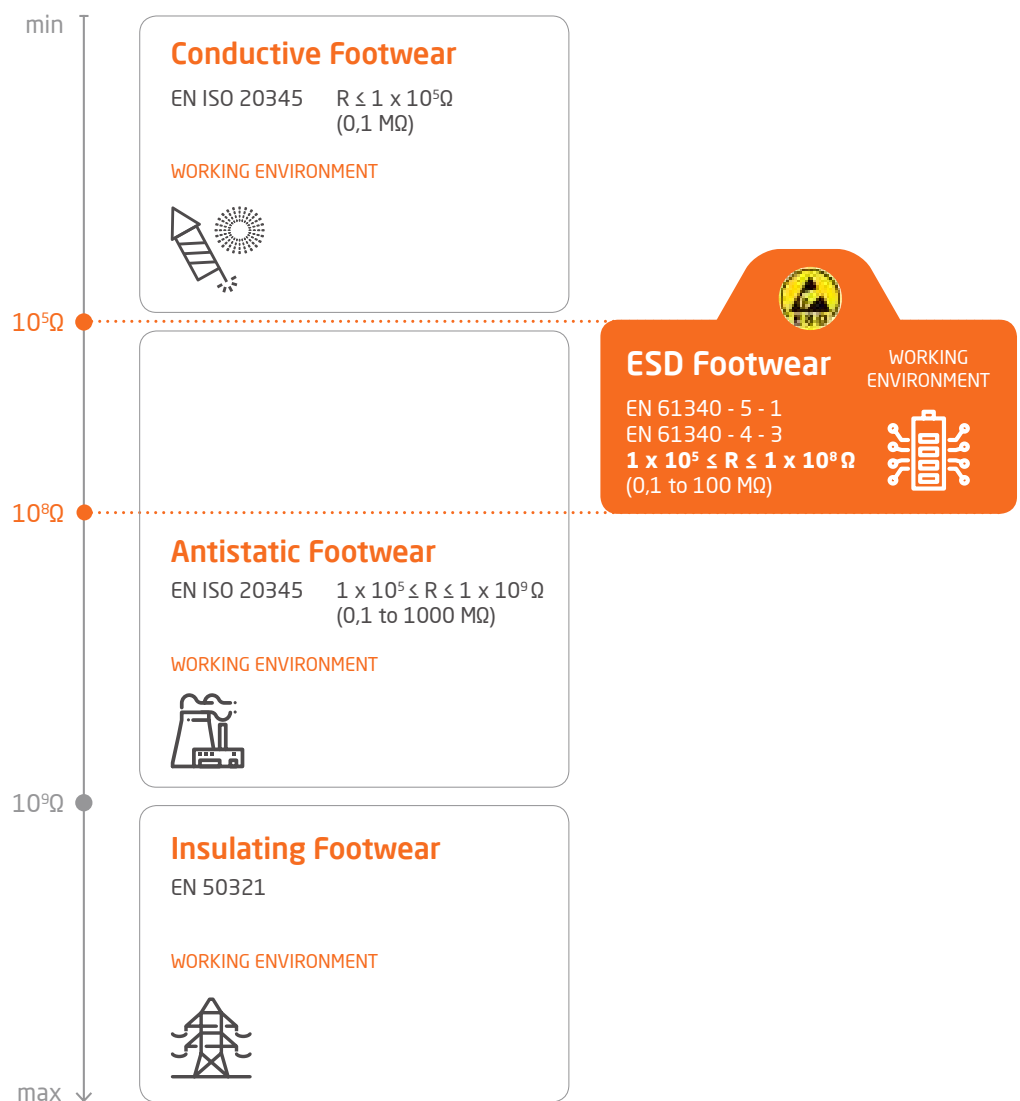 min
Conductive Footwear
EN ISO 20345 R ≤ 1 x 10⁵Ω
(0,1 MΩ)
WORKING ENVIRONMENT
10⁵Ω
ESD
ESD Footwear
WORKING
ENVIRONMENT
EN 61340 - 5 - 1
EN 61340 - 4 - 3
1 x 10⁵ ≤ R ≤ 1 x 10⁸ Ω
(0,1 to 100 MΩ)
10⁸Ω
Antistatic Footwear
EN ISO 20345 1 x 10⁵ ≤ R ≤ 1 x 10⁹ Ω
(0,1 to 1000 MΩ)
WORKING ENVIRONMENT
10⁹Ω
Insulating Footwear
EN 50321
WORKING ENVIRONMENT
max